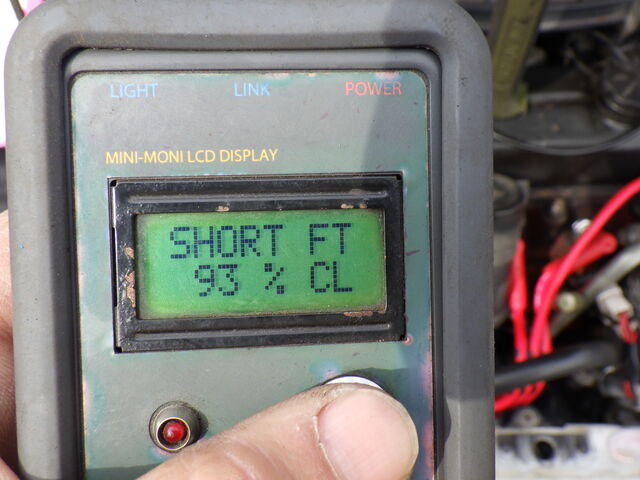 LIGHT LINK POWER
MINI-MONI LCD DISPLAY
SHORT FT
93 % CL